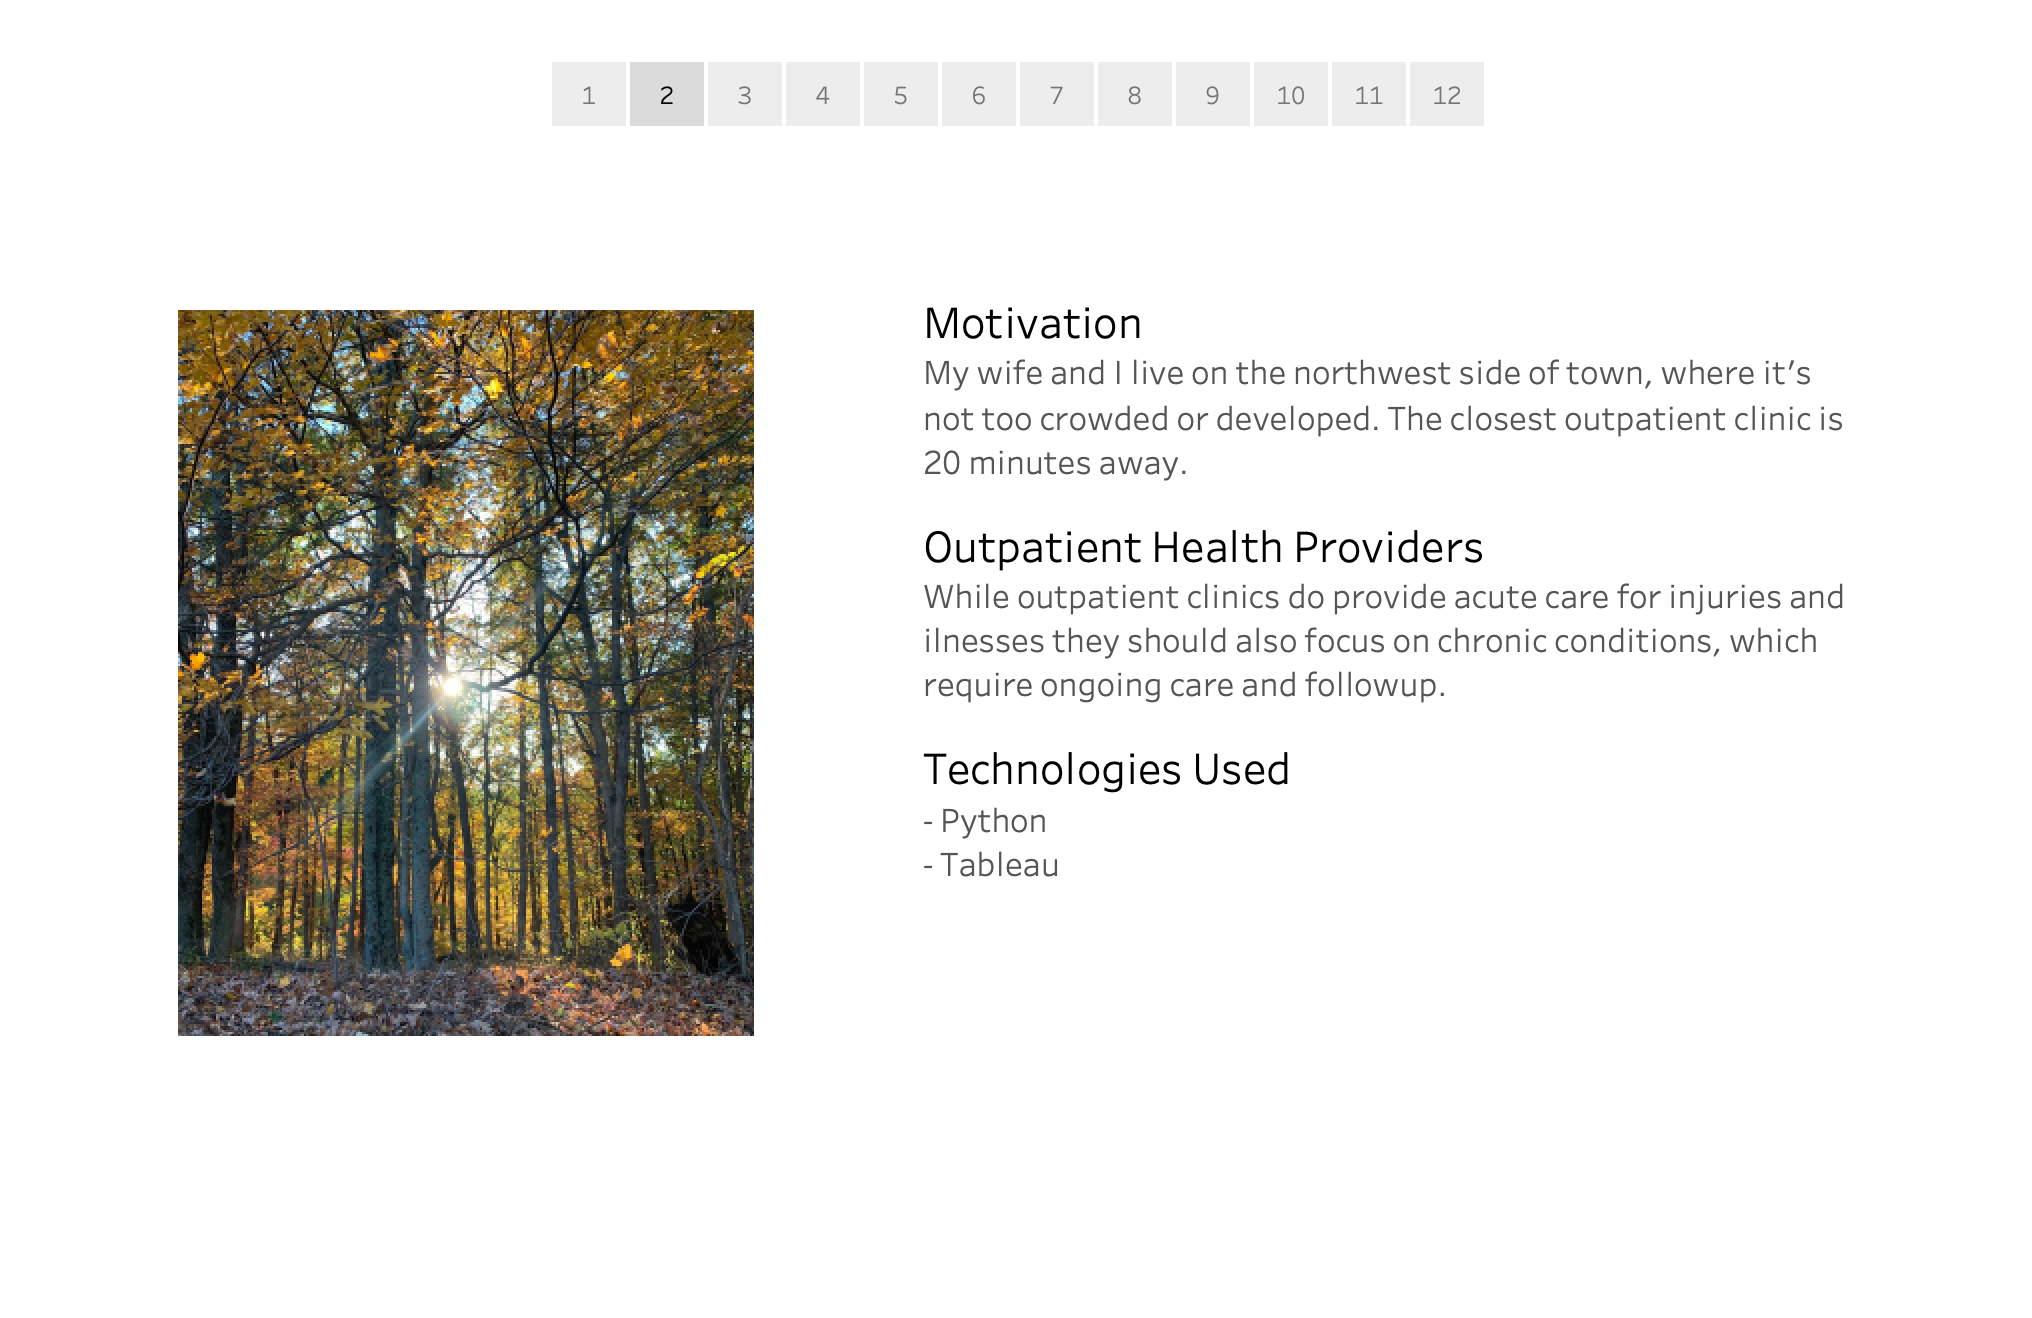 1 2 3 4 5 6 7 8 9 10 11 12
Motivation
My wife and I live on the northwest side of town, where it’s
not too crowded or developed. The closest outpatient clinic is
20 minutes away.
Outpatient Health Providers
While outpatient clinics do provide acute care for injuries and
ilnesses they should also focus on chronic conditions, which
require ongoing care and followup.
Technologies Used
- Python
- Tableau